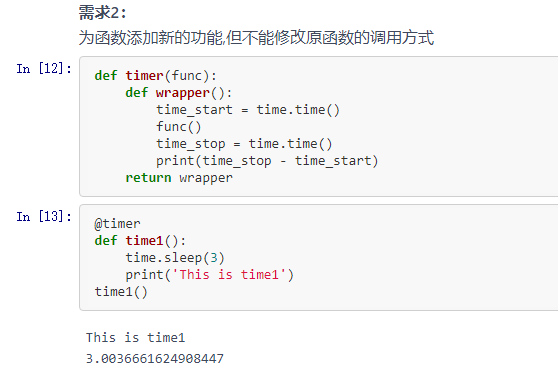 需求2:
为函数添加新的功能,但不能修改原函数的调用方式
In [12]:
def timer(func):
    def wrapper():
        time_start = time.time()
        func()
        time_stop = time.time()
        print(time_stop - time_start)
    return wrapper
In [13]:
@timer
def time1():
    time.sleep(3)
    print('This is time1')
time1()
This is time1
3.0036661624908447